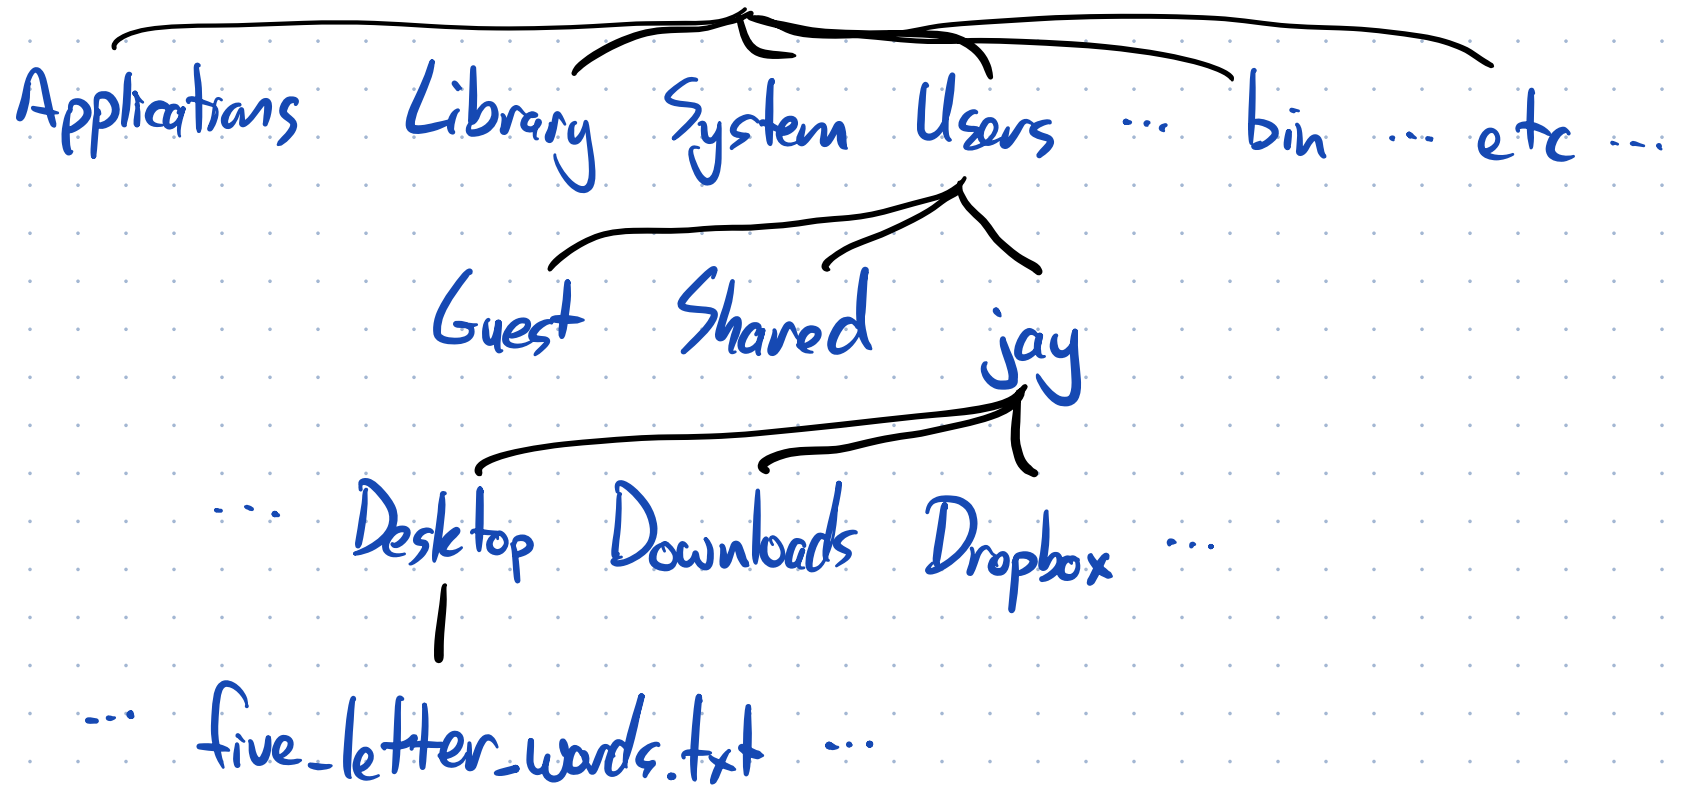 Applications Library System Users ... bin ... etc ...
Guest Shared jay
... Desktop Downloads Dropbox ...
... five_letter_words.txt ...